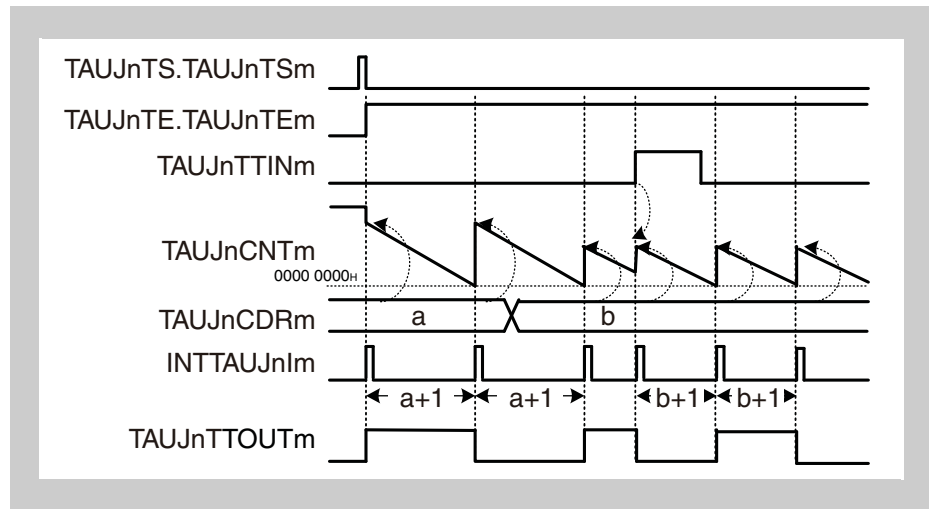 TAUJnTS.TAUJnTSm
TAUJnTE.TAUJnTEm
TAUJnTTINm
TAUJnCNTm
0000 0000H
TAUJnCDRm
a
b
INTTAUJnIm
a+1
a+1
b+1
b+1
TAUJnTTOUTm